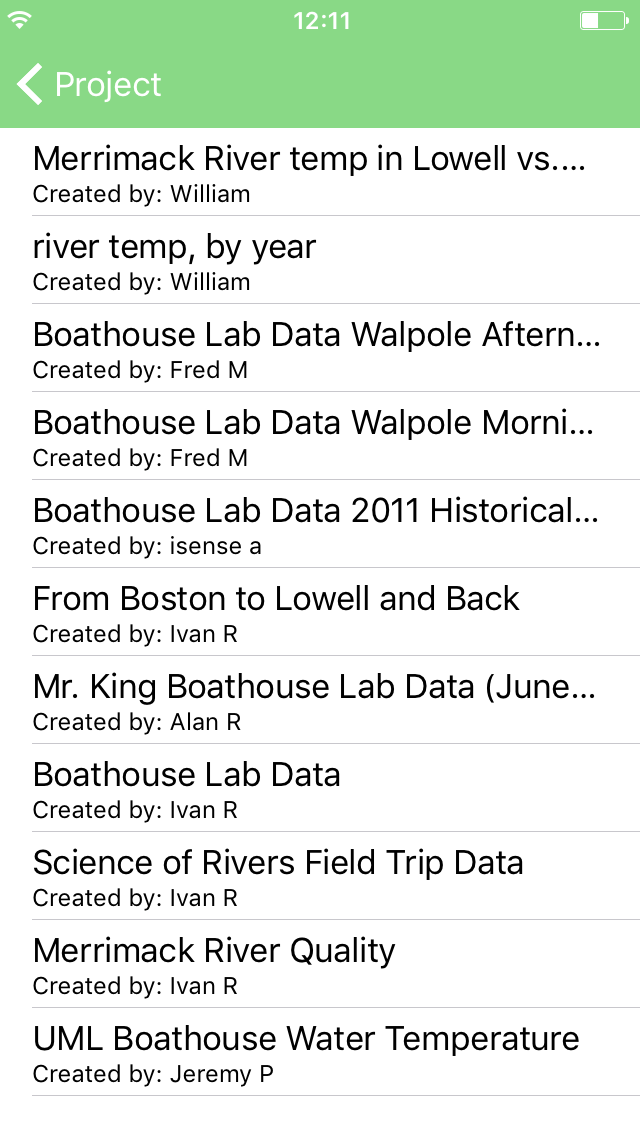 12:11
Project
Merrimack River temp in Lowell vs....
Created by: William
river temp, by year
Created by: William
Boathouse Lab Data Walpole Aftern...
Created by: Fred M
Boathouse Lab Data Walpole Morni...
Created by: Fred M
Boathouse Lab Data 2011 Historical...
Created by: isense a
From Boston to Lowell and Back
Created by: Ivan R
Mr. King Boathouse Lab Data (June...
Created by: Alan R
Boathouse Lab Data
Created by: Ivan R
Science of Rivers Field Trip Data
Created by: Ivan R
Merrimack River Quality
Created by: Ivan R
UML Boathouse Water Temperature
Created by: Jeremy P